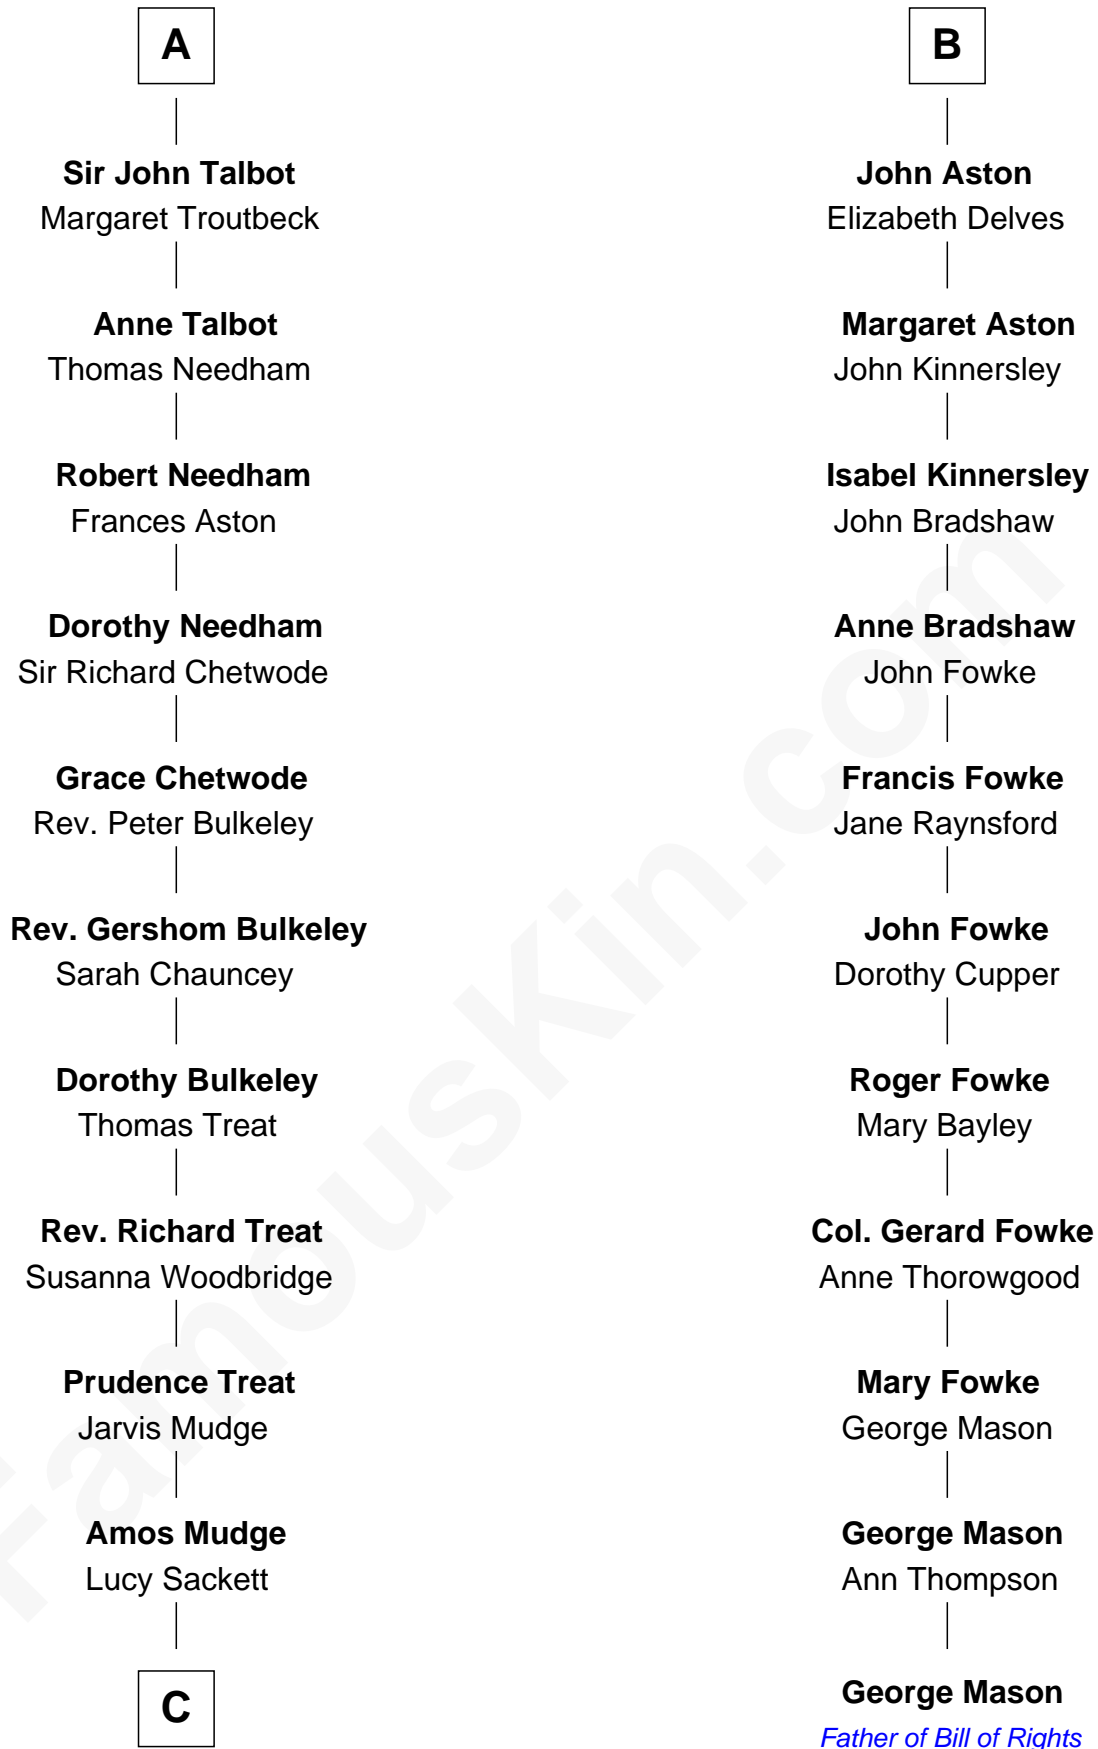 A
Sir John Talbot
Margaret Troutbeck
Anne Talbot
Thomas Needham
Robert Needham
Frances Aston
Dorothy Needham
Sir Richard Chetwode
Grace Chetwode
Rev. Peter Bulkeley
Rev. Gershom Bulkeley
Sarah Chauncey
Dorothy Bulkeley
Thomas Treat
Rev. Richard Treat
Susanna Woodbridge
Prudence Treat
Jarvis Mudge
Amos Mudge
Lucy Sackett
C
B
John Aston
Elizabeth Delves
Margaret Aston
John Kinnersley
Isabel Kinnersley
John Bradshaw
Anne Bradshaw
John Fowke
Francis Fowke
Jane Raynsford
John Fowke
Dorothy Cupper
Roger Fowke
Mary Bayley
Col. Gerard Fowke
Anne Thorowgood
Mary Fowke
George Mason
George Mason
Ann Thompson
George Mason
Father of Bill of Rights
FamousKin.com